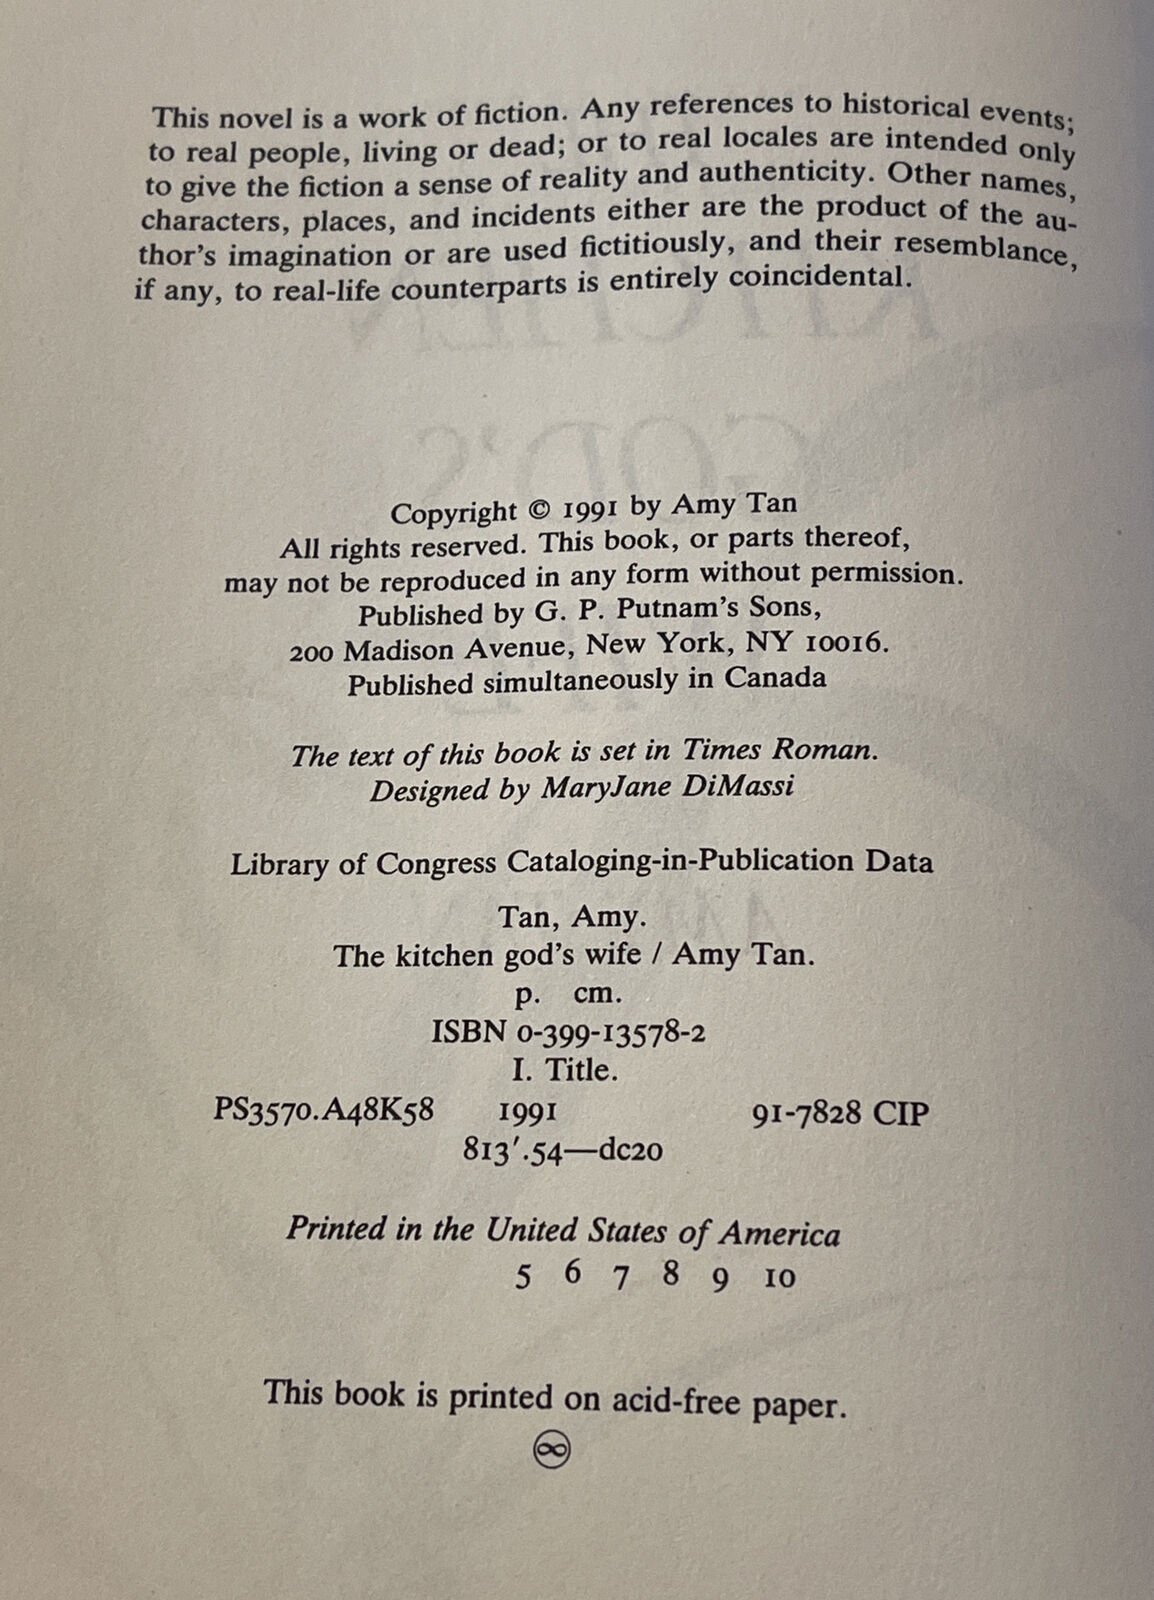 This novel is a work of fiction. Any references to historical events;
to real people, living or dead; or to real locales are intended only
to give the fiction a sense of reality and authenticity. Other names,
characters, places, and incidents either are the product of the au-
thor's imagination or are used fictitiously, and their resemblance,
if any, to real-life counterparts is entirely coincidental.
Copyright © 1991 by Amy Tan
All rights reserved. This book, or parts thereof,
may not be reproduced in any form without permission.
Published by G. P. Putnam's Sons,
200 Madison Avenue, New York, NY 10016.
Published simultaneously in Canada
The text of this book is set in Times Roman.
Designed by MaryJane DiMassi
Library of Congress Cataloging-in-Publication Data
Tan, Amy.
The kitchen god's wife / Amy Tan.
p. cm.
ISBN 0-399-13578-2
I. Title.
PS3570.A48K58 1991 91-7828 CIP
813′.54—dc20
Printed in the United States of America
5 6 7 8 9 10
This book is printed on acid-free paper.
♾